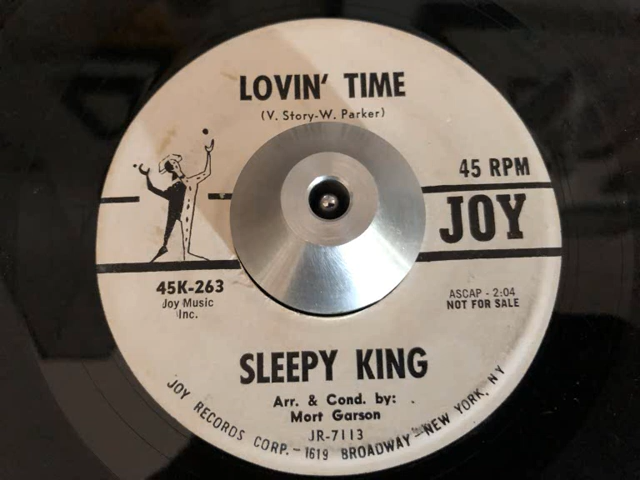 LOVIN' TIME
(V. Story-W. Parker)
45 RPM
JOY
45K-263
Joy Music
Inc.
ASCAP - 2:04
NOT FOR SALE
SLEEPY KING
Arr. & Cond. by:
Mort Garson
JR-7113
JOY RECORDS CORP.-1619 BROADWAY-NEW YORK, NY